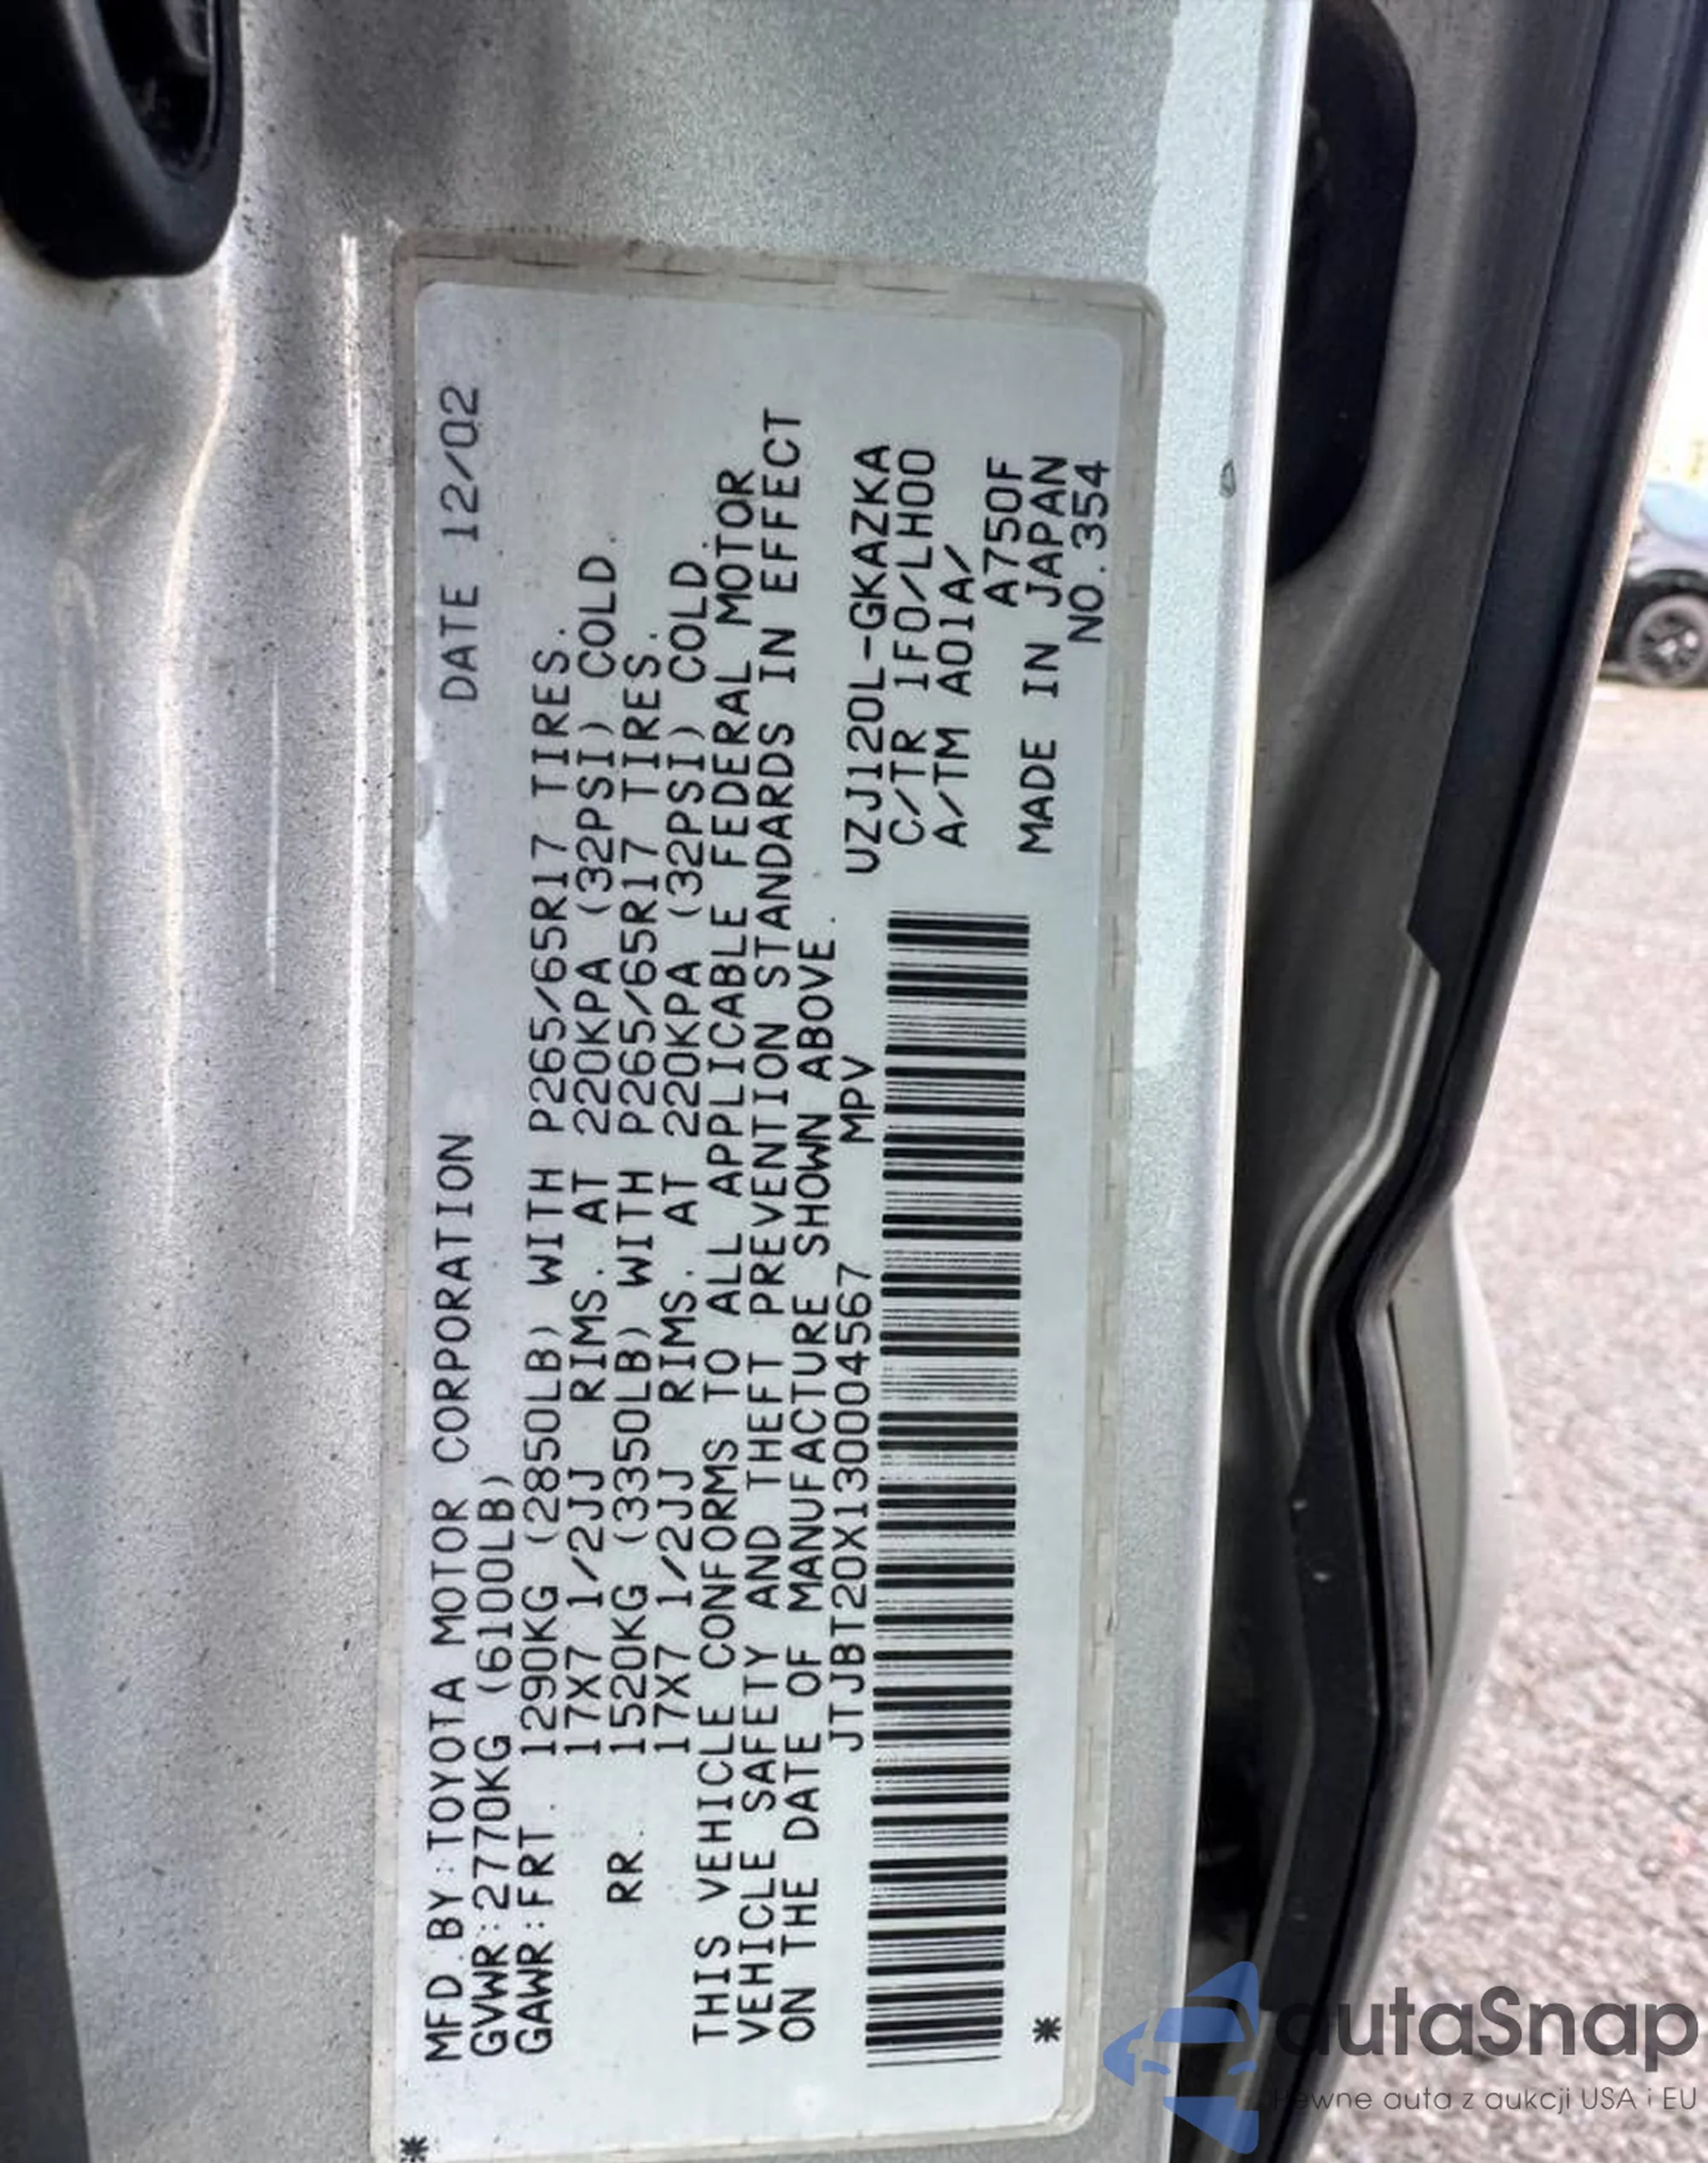 MFD.BY:TOYOTA MOTOR CORPORATION DATE 12/02
GVWR:2770KG (6100LB)
GAWR:FRT. 1290KG (2850LB) WITH P265/65R17 TIRES.
17X7 1/2JJ RIMS. AT 220KPA (32PSI) COLD.
RR. 1520KG (3350LB) WITH P265/65R17 TIRES.
17X7 1/2JJ RIMS. AT 220KPA (32PSI) COLD.
THIS VEHICLE CONFORMS TO ALL APPLICABLE FEDERAL MOTOR
VEHICLE SAFETY AND THEFT PREVENTION STANDARDS IN EFFECT
ON THE DATE OF MANUFACTURE SHOWN ABOVE.
JTJBT20X130004567 MPV
UZJ120L-GKAZKA
C/TR 1F0/LH00
A/TM A01A/
A750F
MADE IN JAPAN
NO.354
autaSnap
Pewne auta z aukcji USA i EU